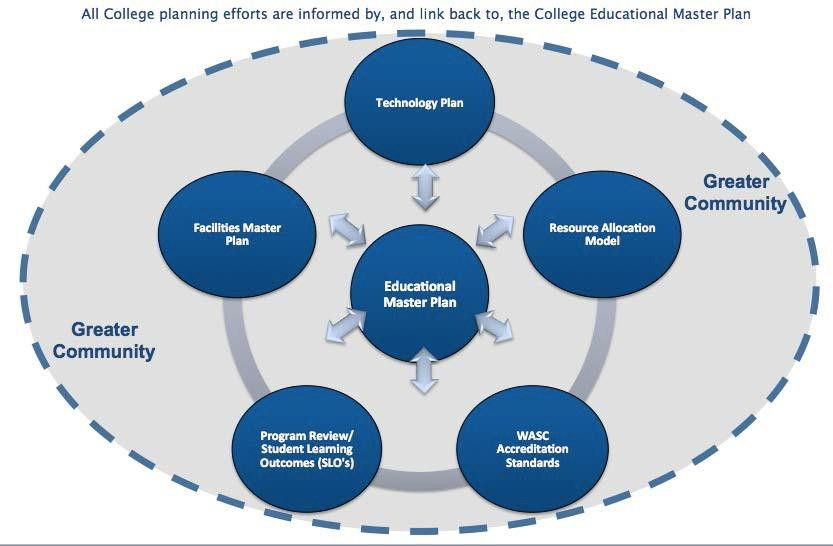 All College planning efforts are informed by, and link back to, the College Educational Master Plan
Technology Plan
Greater
Community
Facilities Master
Plan
Resource Allocation
Model
Educational
Master Plan
Greater
Community
Program Review/
Student Learning
Outcomes (SLO's)
WASC
Accreditation
Standards